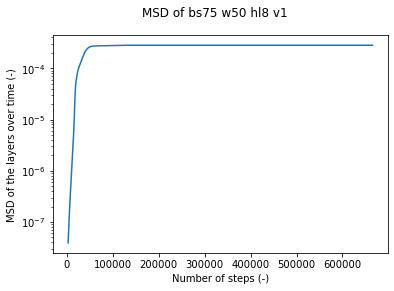 MSD of bs75 w50 hl8 v1
MSD of the layers over time (-)
10⁻⁴
10⁻⁵
10⁻⁶
10⁻⁷
0 100000 200000 300000 400000 500000 600000
Number of steps (-)